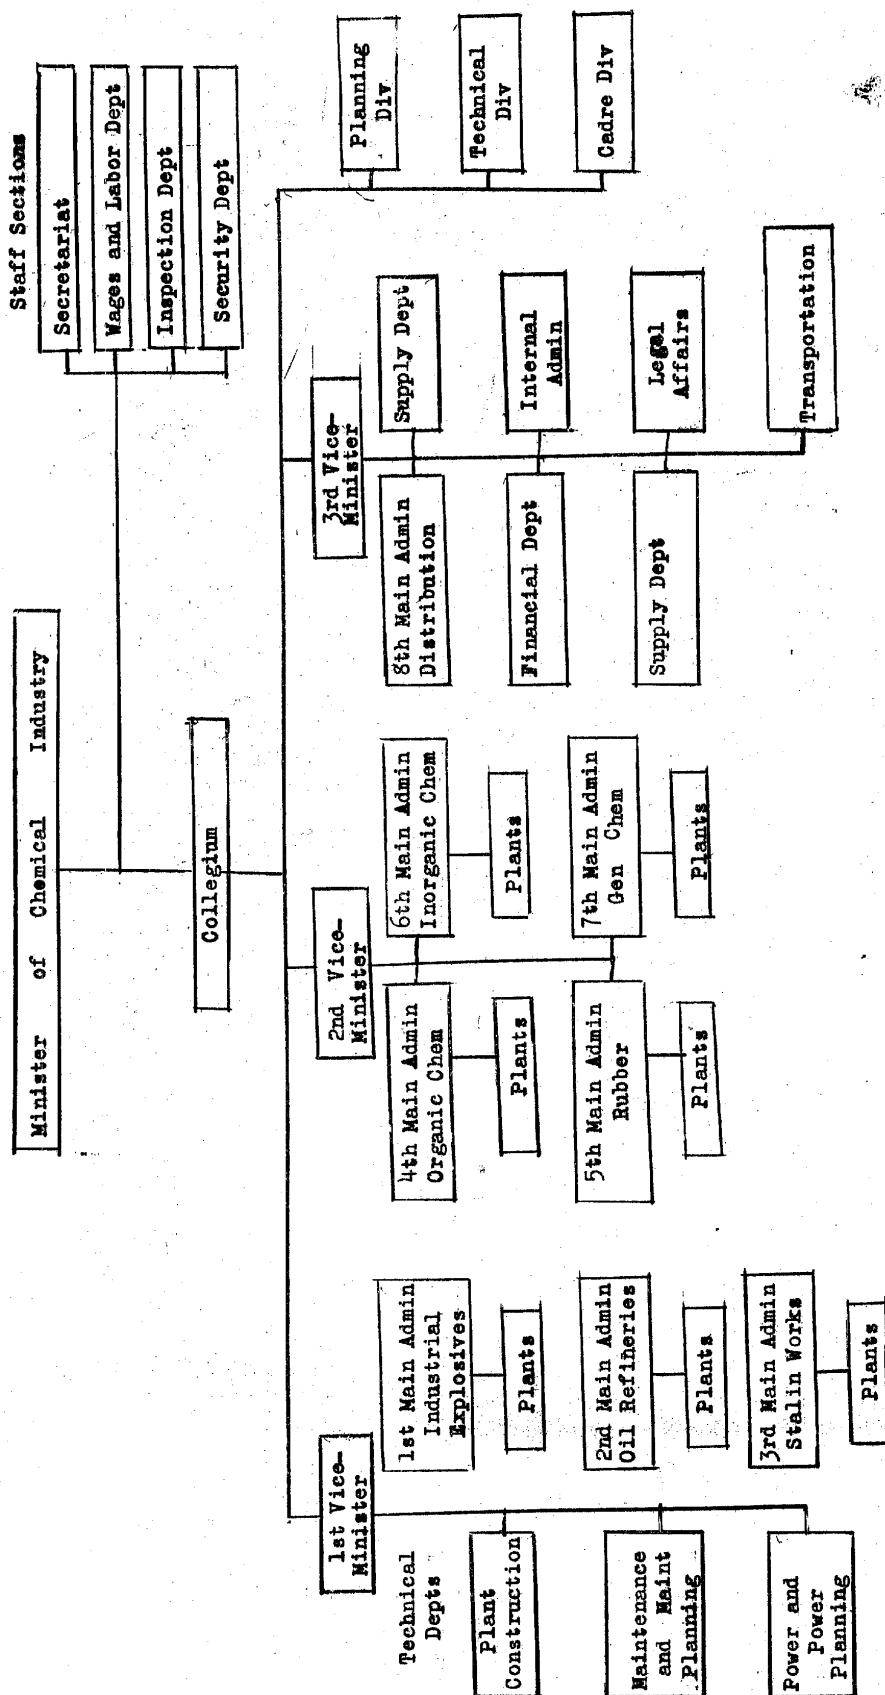 Staff Sections
Minister of Chemical Industry
Secretariat
Wages and Labor Dept
Inspection Dept
Security Dept
Collegium
1st Vice-
Minister
2nd Vice-
Minister
3rd Vice-
Minister
Planning
Div
Technical
Div
Cadre Div
Technical
Depts
Plant
Construction
Maintenance
and Maint
Planning
Power and
Power
Planning
1st Main Admin
Industrial
Explosives
Plants
2nd Main Admin
Oil Refineries
Plants
3rd Main Admin
Stalin Works
Plants
4th Main Admin
Organic Chem
Plants
5th Main Admin
Rubber
Plants
6th Main Admin
Inorganic Chem
Plants
7th Main Admin
Gen Chem
Plants
8th Main Admin
Distribution
Financial Dept
Supply Dept
Supply Dept
Internal
Admin
Legal
Affairs
Transportation